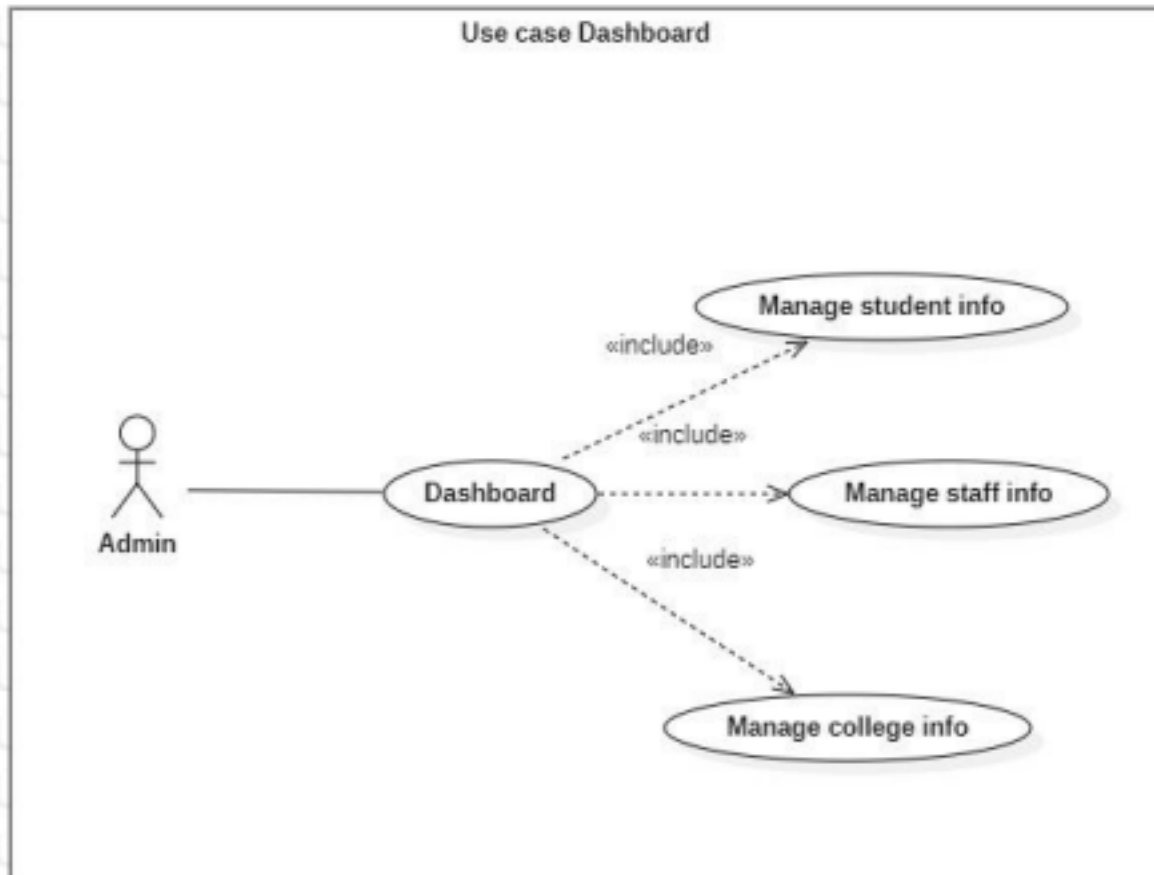 Use case Dashboard
Manage student info
«include»
«include»
Dashboard
Manage staff info
Admin
«include»
Manage college info